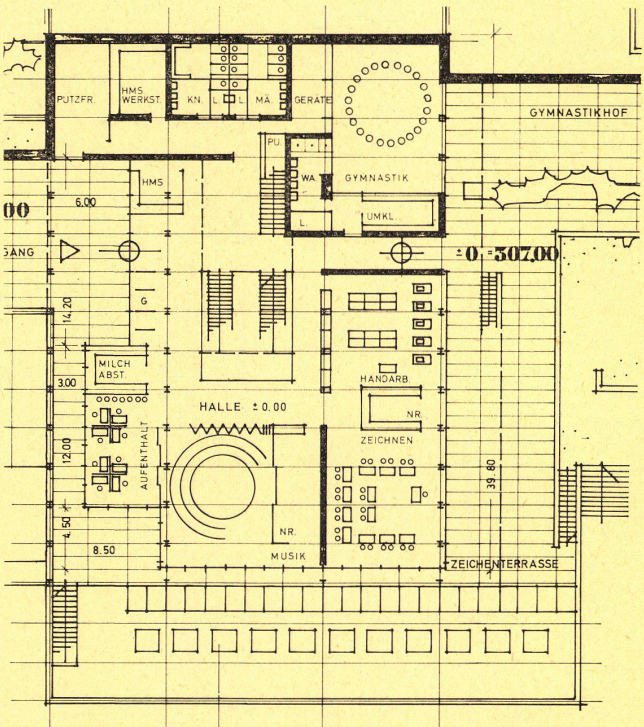 PUTZFR.
HMS
WERKST.
KN.
L.
L.
MÄ.
GERÄTE
GYMNASTIKHOF
PU.
HMS
WA.
GYMNASTIK
6.00
00
L.
UMKL.
GANG
± 0 = 307,00
G
14.20
MILCH
ABST.
3.00
HANDARB.
HALLE ± 0.00
NR.
ZEICHNEN
AUFENTHALT
12.00
39.80
4.50
NR.
8.50
MUSIK
ZEICHENTERRASSE